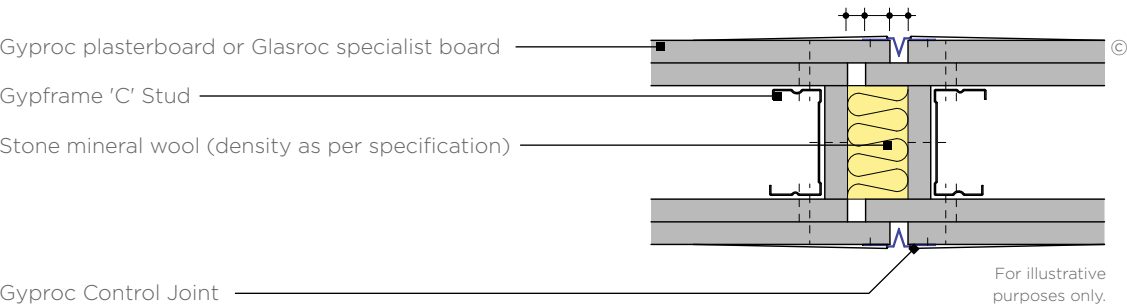 Gyproc plasterboard or Glasroc specialist board
©
Gypframe 'C' Stud
Stone mineral wool (density as per specification)
Gyproc Control Joint
For illustrative
purposes only.